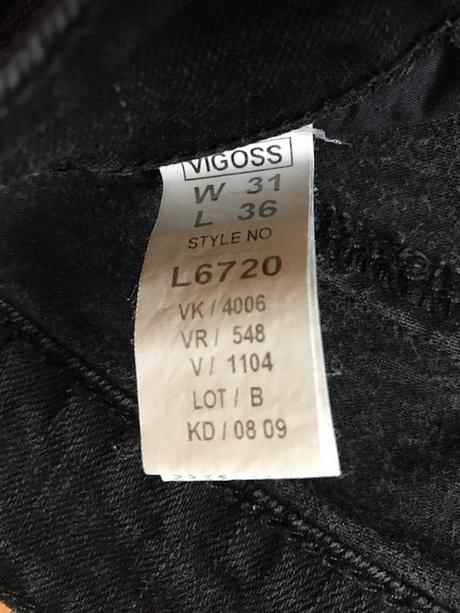 VIGOSS
W 31
L 36
STYLE NO
L6720
VK / 4006
VR / 548
V / 1104
LOT / B
KD / 08 09